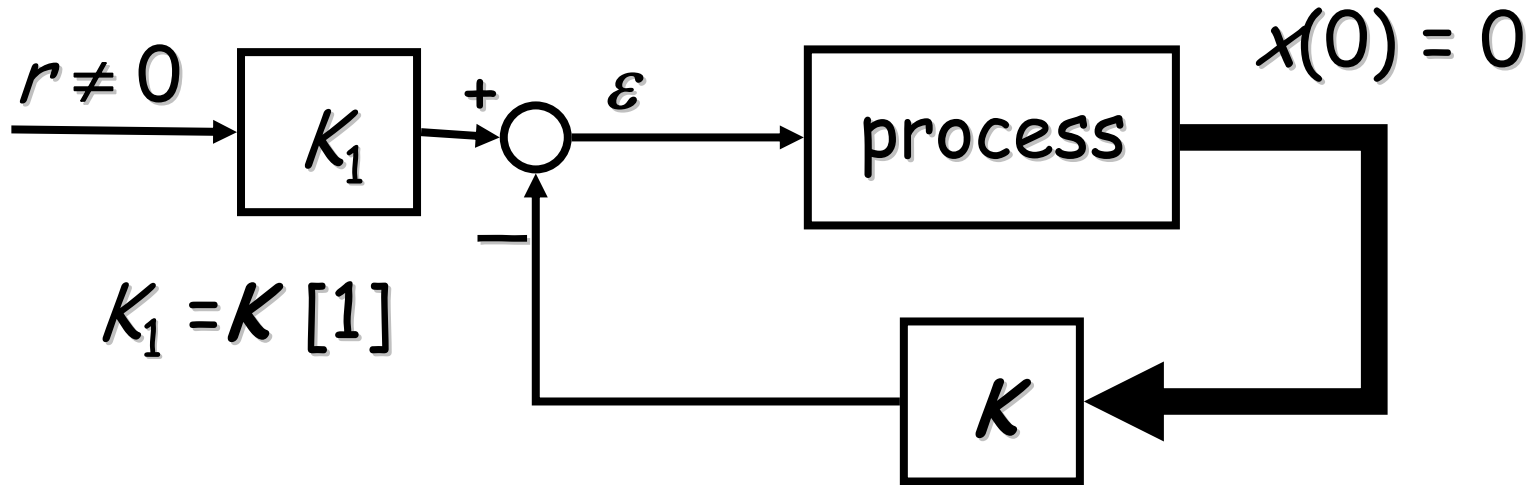 x(0) = 0
r ≠ 0
K₁
+
ε
process
−
K₁ = K [1]
K